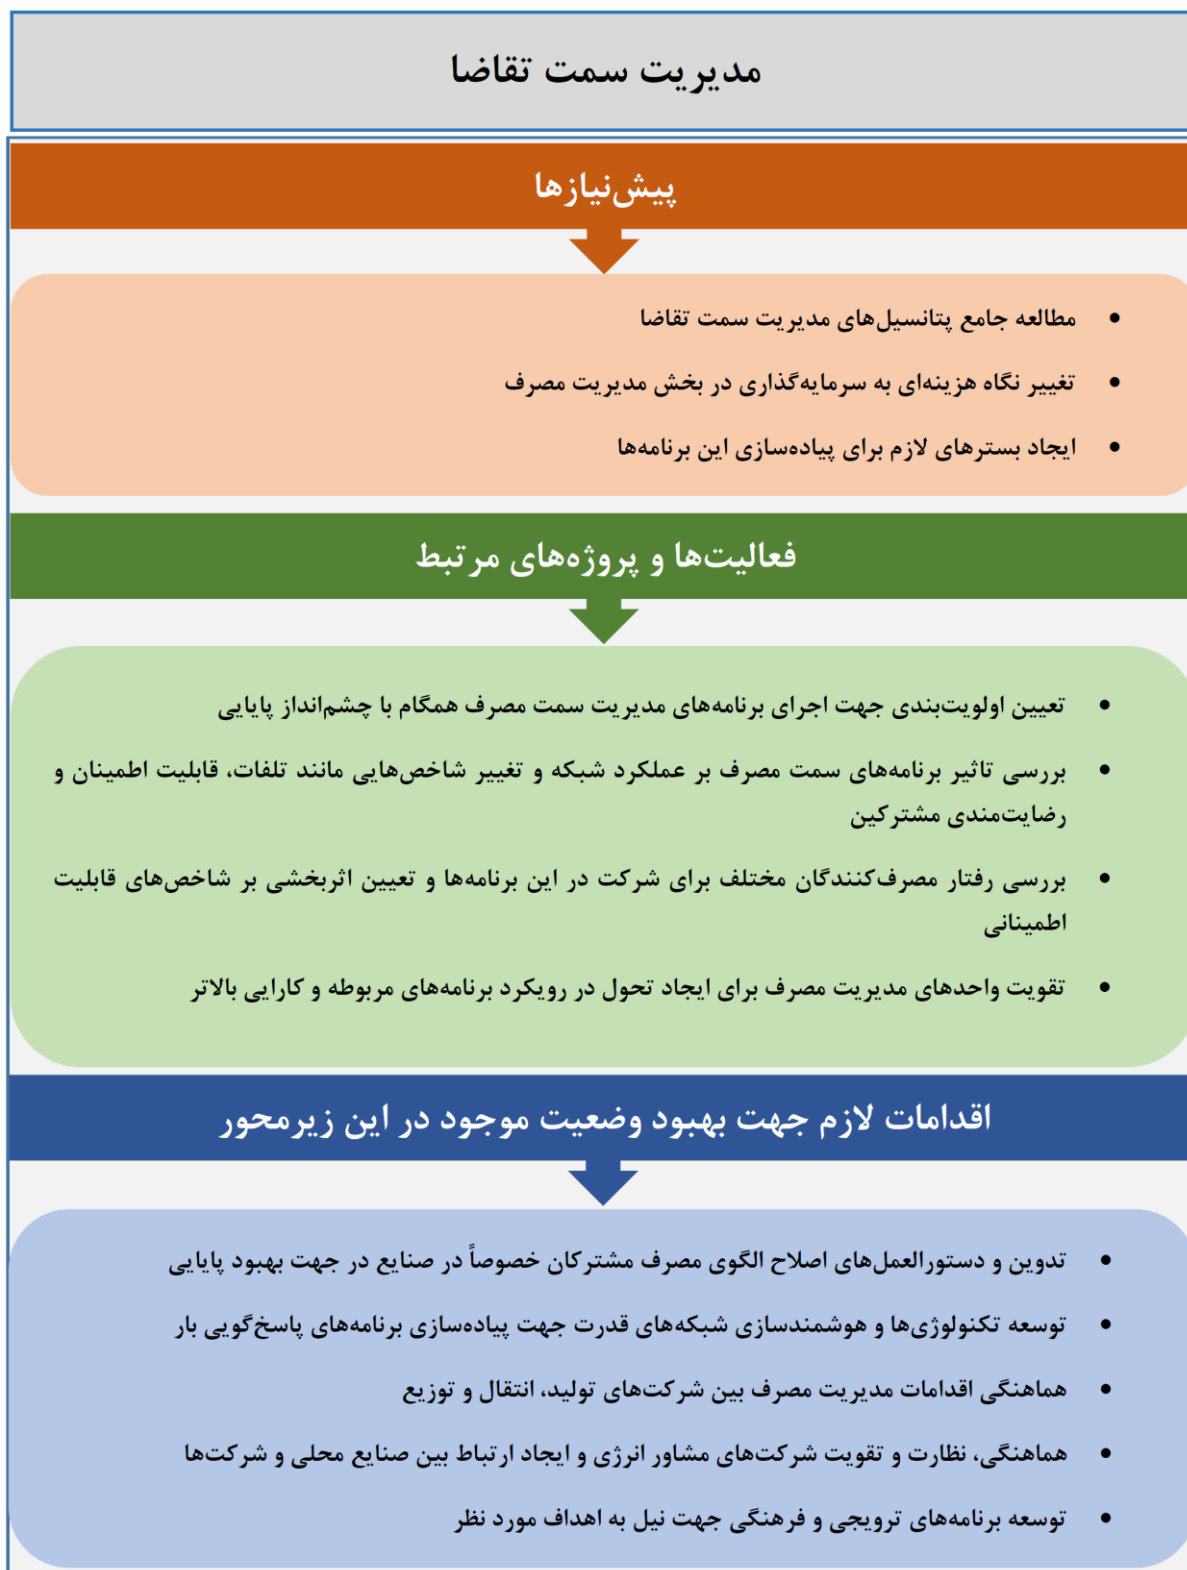 مدیریت سمت تقاضا
پیش‌نیازها
• مطالعه جامع پتانسیل‌های مدیریت سمت تقاضا
• تغییر نگاه هزینه‌ای به سرمایه‌گذاری در بخش مدیریت مصرف
• ایجاد بسترهای لازم برای پیاده‌سازی این برنامه‌ها
فعالیت‌ها و پروژه‌های مرتبط
• تعیین اولویت‌بندی جهت اجرای برنامه‌های مدیریت سمت مصرف همگام با چشم‌انداز پایایی
• بررسی تاثیر برنامه‌های سمت مصرف بر عملکرد شبکه و تغییر شاخص‌هایی مانند تلفات، قابلیت اطمینان و
رضایت‌مندی مشترکین
• بررسی رفتار مصرف‌کنندگان مختلف برای شرکت در این برنامه‌ها و تعیین اثربخشی بر شاخص‌های قابلیت
اطمینانی
• تقویت واحدهای مدیریت مصرف برای ایجاد تحول در رویکرد برنامه‌های مربوطه و کارایی بالاتر
اقدامات لازم جهت بهبود وضعیت موجود در این زیرمحور
• تدوین و دستورالعمل‌های اصلاح الگوی مصرف مشترکان خصوصاً در صنایع در جهت بهبود پایایی
• توسعه تکنولوژی‌ها و هوشمندسازی شبکه‌های قدرت جهت پیاده‌سازی برنامه‌های پاسخ‌گویی بار
• هماهنگی اقدامات مدیریت مصرف بین شرکت‌های تولید، انتقال و توزیع
• هماهنگی، نظارت و تقویت شرکت‌های مشاور انرژی و ایجاد ارتباط بین صنایع محلی و شرکت‌ها
• توسعه برنامه‌های ترویجی و فرهنگی جهت نیل به اهداف مورد نظر